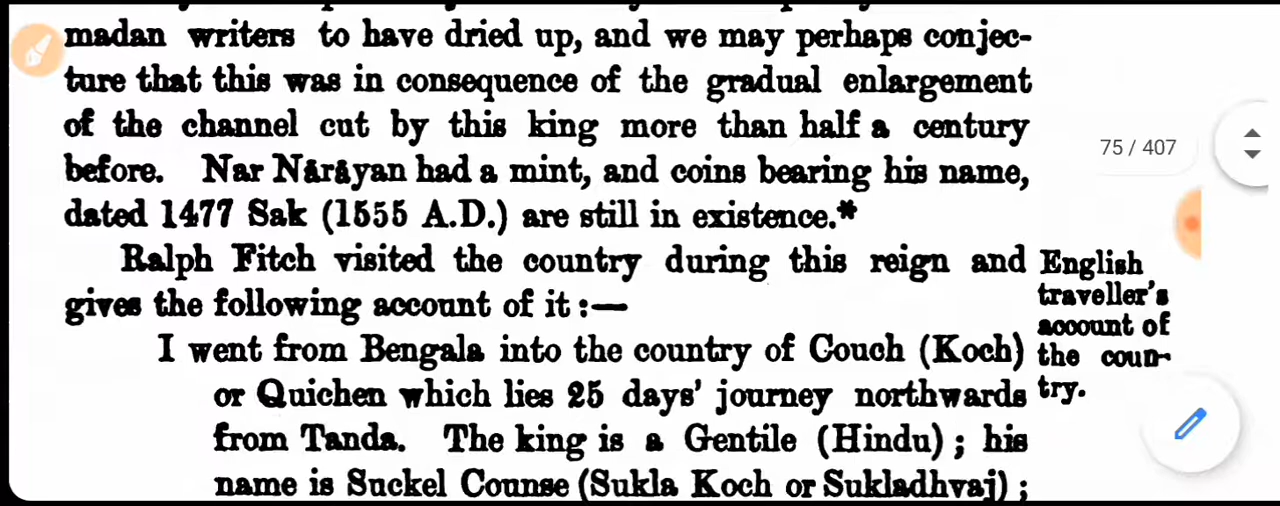 madan writers to have dried up, and we may perhaps conjec-
ture that this was in consequence of the gradual enlargement
of the channel cut by this king more than half a century
before. Nar Nárâyan had a mint, and coins bearing his name,
dated 1477 Sak (1555 A.D.) are still in existence.*
Ralph Fitch visited the country during this reign and
gives the following account of it :—
I went from Bengala into the country of Couch (Koch)
or Quichen which lies 25 days' journey northwards
from Tanda. The king is a Gentile (Hindu) ; his
name is Suckel Counse (Sukla Koch or Sukladhvaj) ;
English
traveller's
account of
the coun-
try.
75 / 407